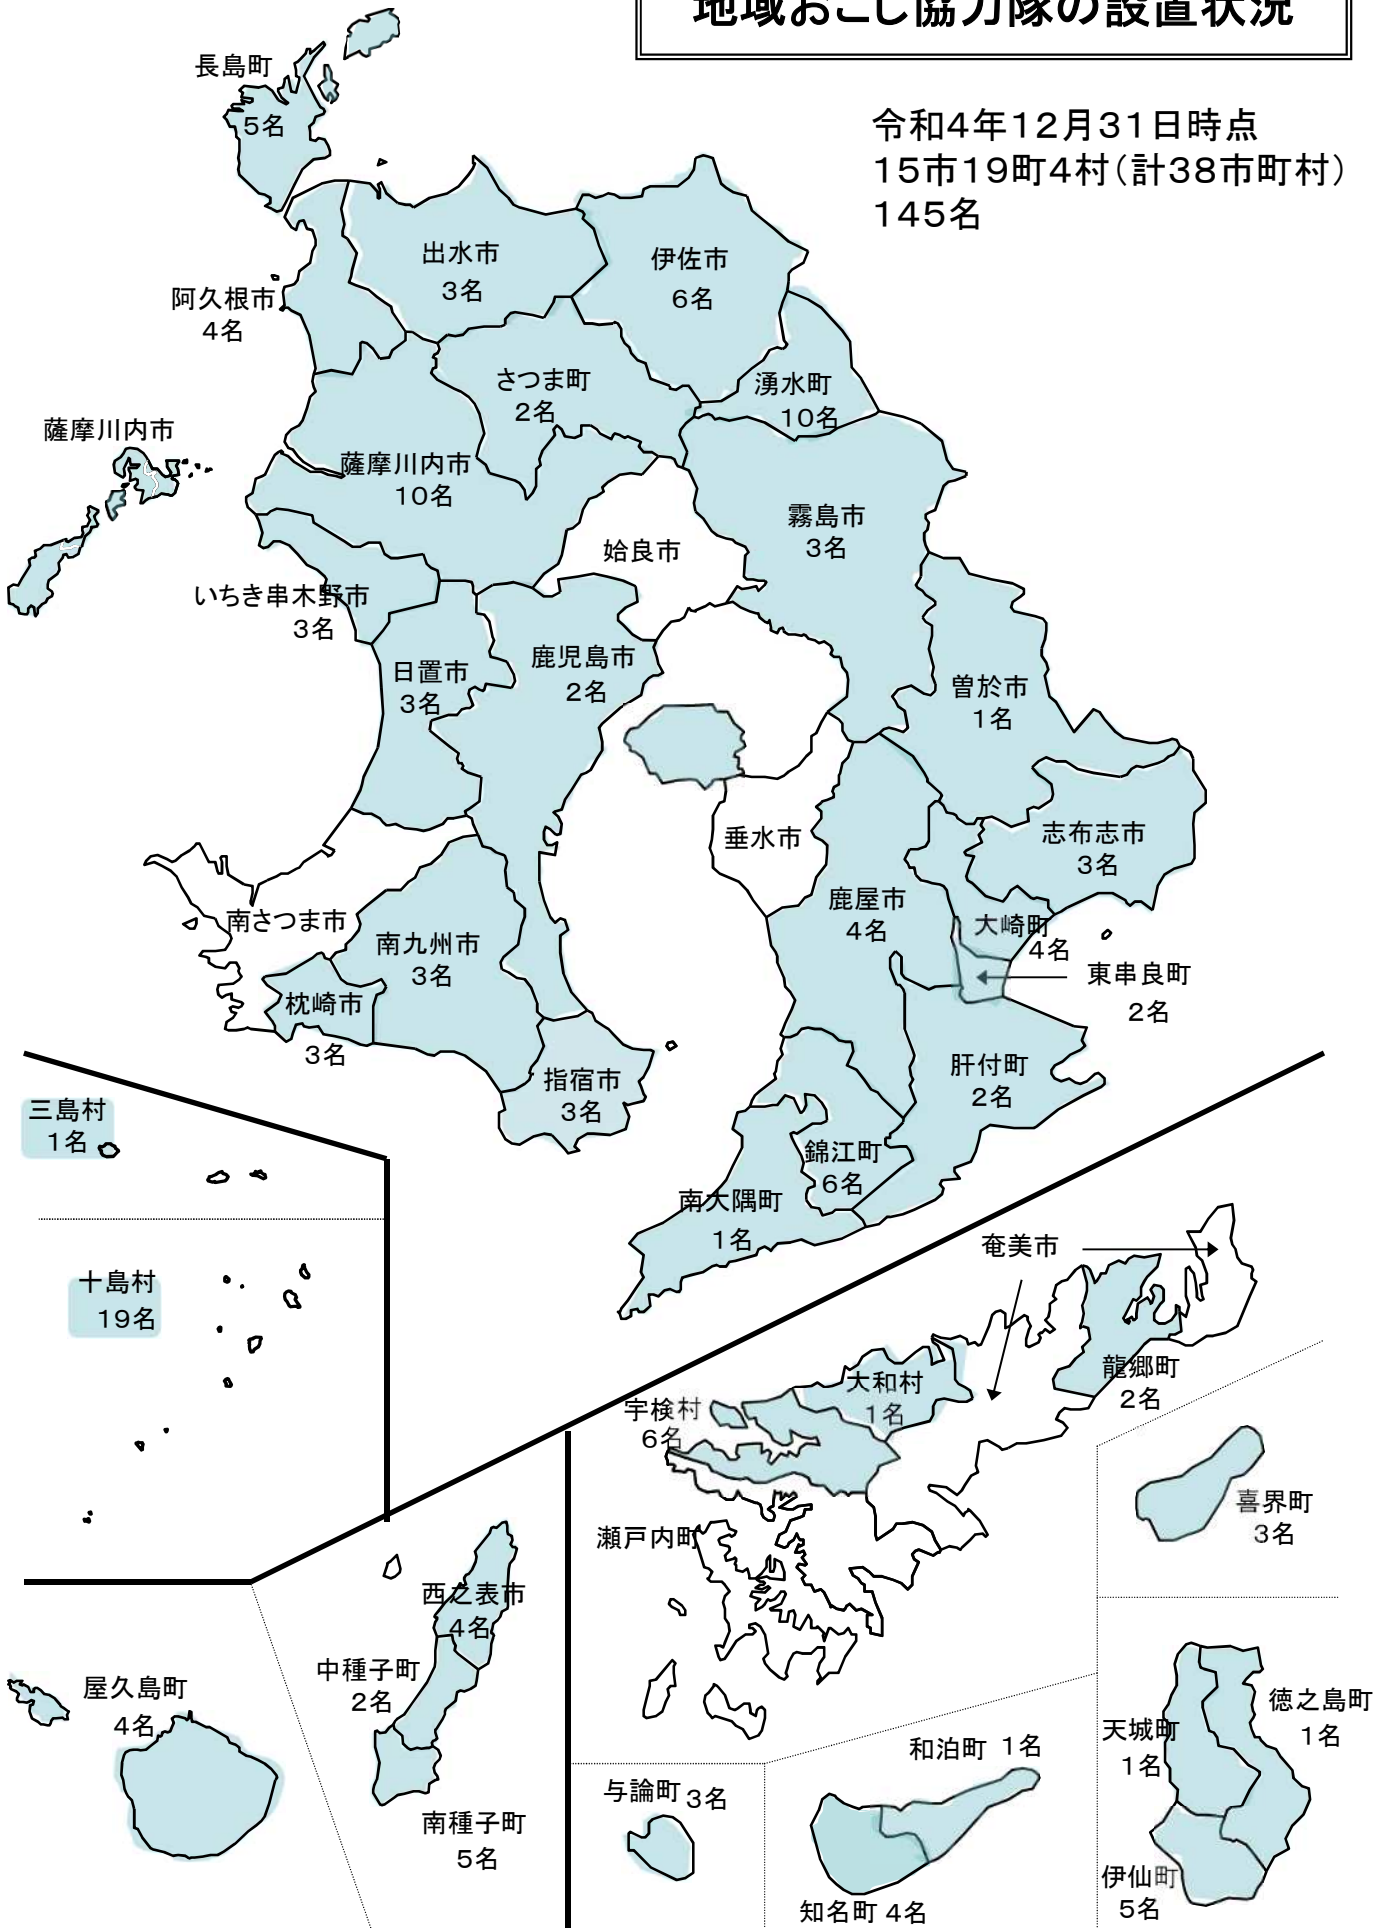 地域おこし協力隊の設置状況
令和4年12月31日時点
15市19町4村(計38市町村)
145名
長島町
5名
出水市
3名
伊佐市
6名
阿久根市
4名
さつま町
2名
湧水町
10名
薩摩川内市
薩摩川内市
10名
霧島市
3名
姶良市
いちき串木野市
3名
日置市
3名
鹿児島市
2名
曽於市
1名
垂水市
志布志市
3名
鹿屋市
4名
大崎町
4名
東串良町
2名
南さつま市
南九州市
3名
枕崎市
3名
指宿市
3名
肝付町
2名
錦江町
6名
南大隅町
1名
三島村
1名
十島村
19名
奄美市
龍郷町
2名
大和村
1名
宇検村
6名
瀬戸内町
喜界町
3名
西之表市
4名
中種子町
2名
南種子町
5名
屋久島町
4名
徳之島町
1名
天城町
1名
伊仙町
5名
和泊町 1名
与論町 3名
知名町 4名